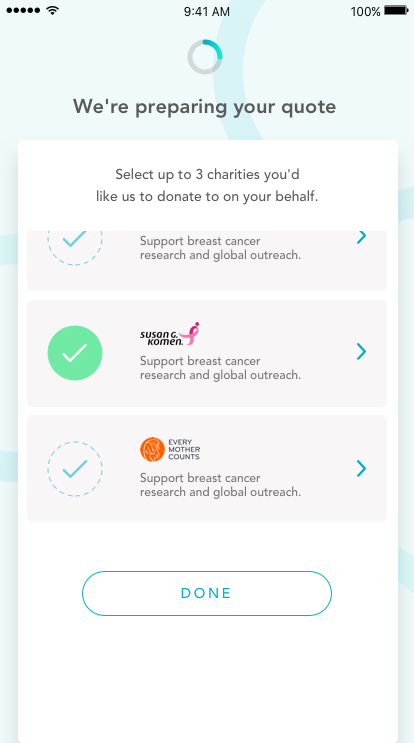 9:41 AM
100%
We're preparing your quote
Select up to 3 charities you'd
like us to donate to on your behalf.
Support breast cancer
research and global outreach.
susan G.
Komen.
Support breast cancer
research and global outreach.
EVERY
MOTHER
COUNTS
Support breast cancer
research and global outreach.
DONE